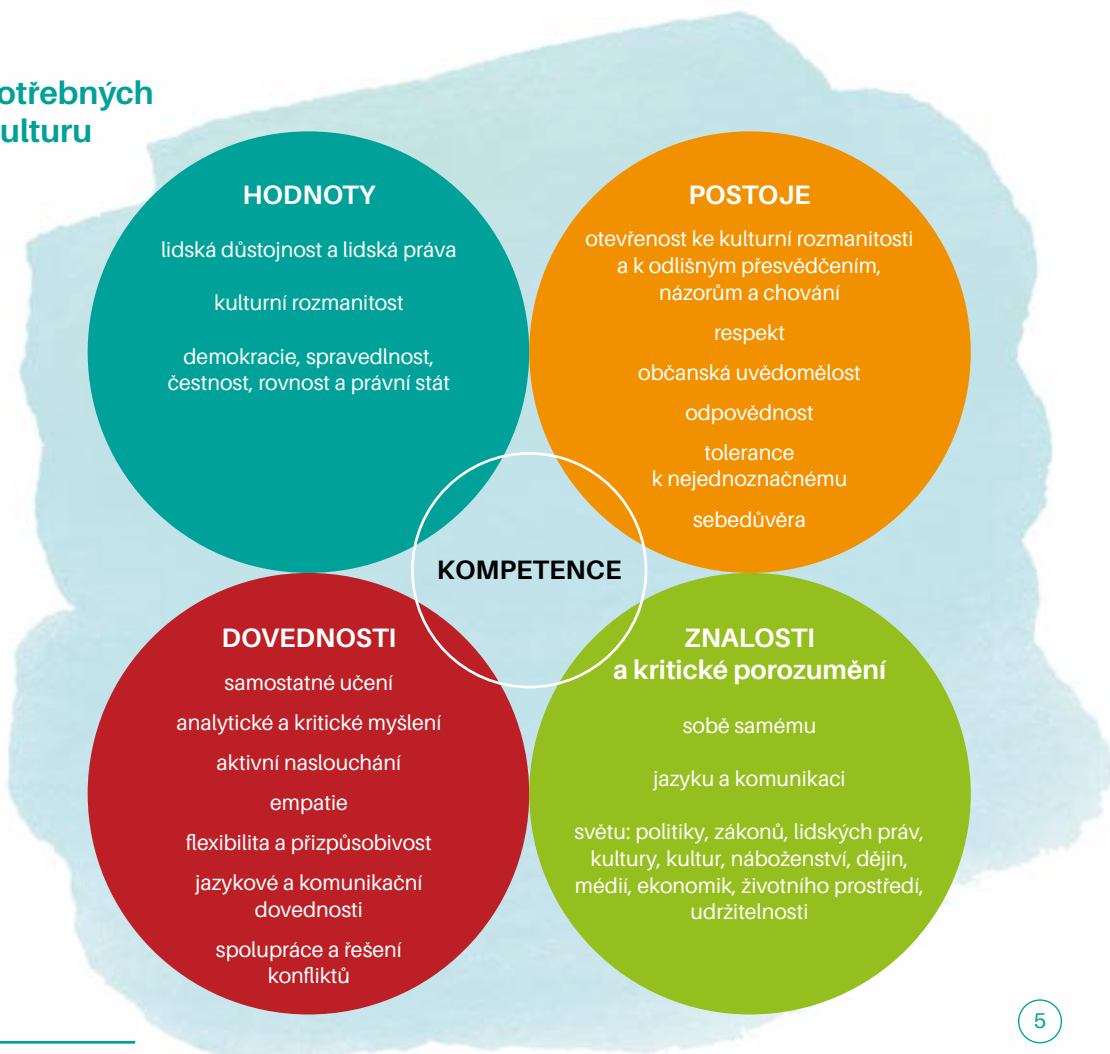 otřebných
ulturu
HODNOTY
lidská důstojnost a lidská práva
kulturní rozmanitost
demokracie, spravedlnost,
čestnost, rovnost a právní stát
POSTOJE
otevřenost ke kulturní rozmanitosti
a k odlišným přesvědčením,
názorům a chování
respekt
občanská uvědomělost
odpovědnost
tolerance
k nejednoznačnému
sebedůvěra
KOMPETENCE
DOVEDNOSTI
samostatné učení
analytické a kritické myšlení
aktivní naslouchání
empatie
flexibilita a přizpůsobivost
jazykové a komunikační
dovednosti
spolupráce a řešení
konfliktů
ZNALOSTI
a kritické porozumění
sobě samému
jazyku a komunikaci
světu: politiky, zákonů, lidských práv,
kultury, kultur, náboženství, dějin,
médií, ekonomik, životního prostředí,
udržitelnosti
5